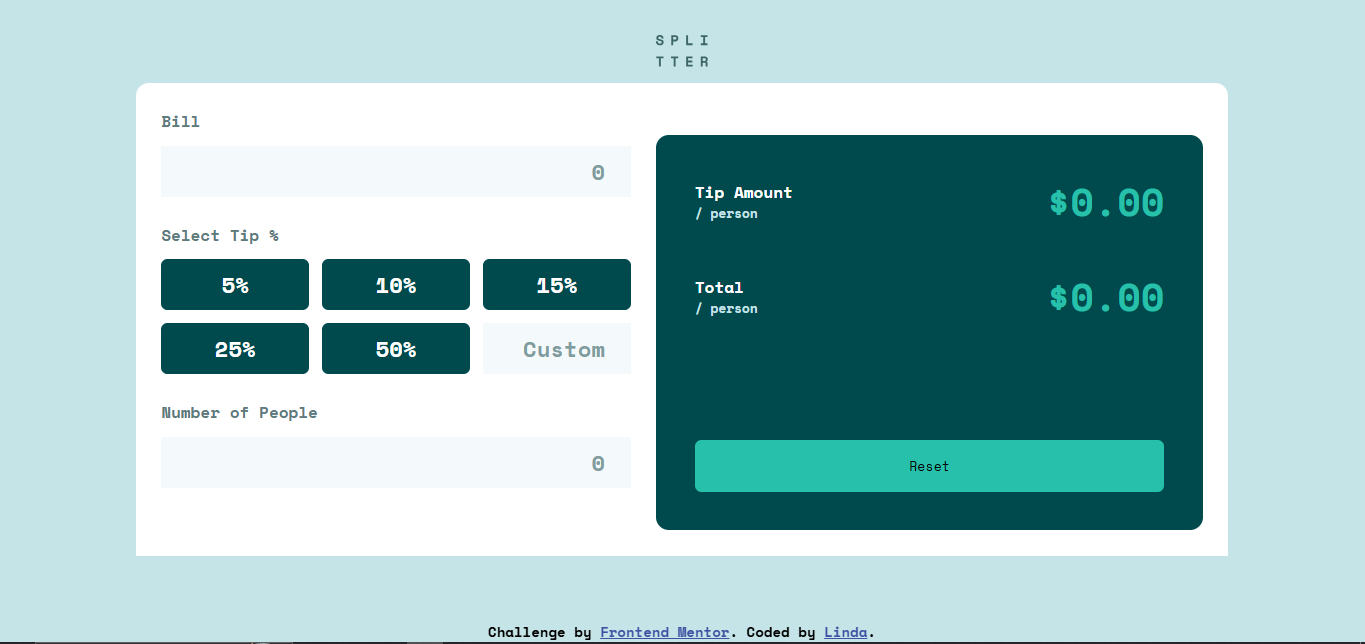 SPLI
TTER
Bill
0
Select Tip %
5%
10%
15%
25%
50%
Custom
Number of People
0
Tip Amount
/ person
$0.00
Total
/ person
$0.00
Reset
Challenge by Frontend Mentor. Coded by Linda.